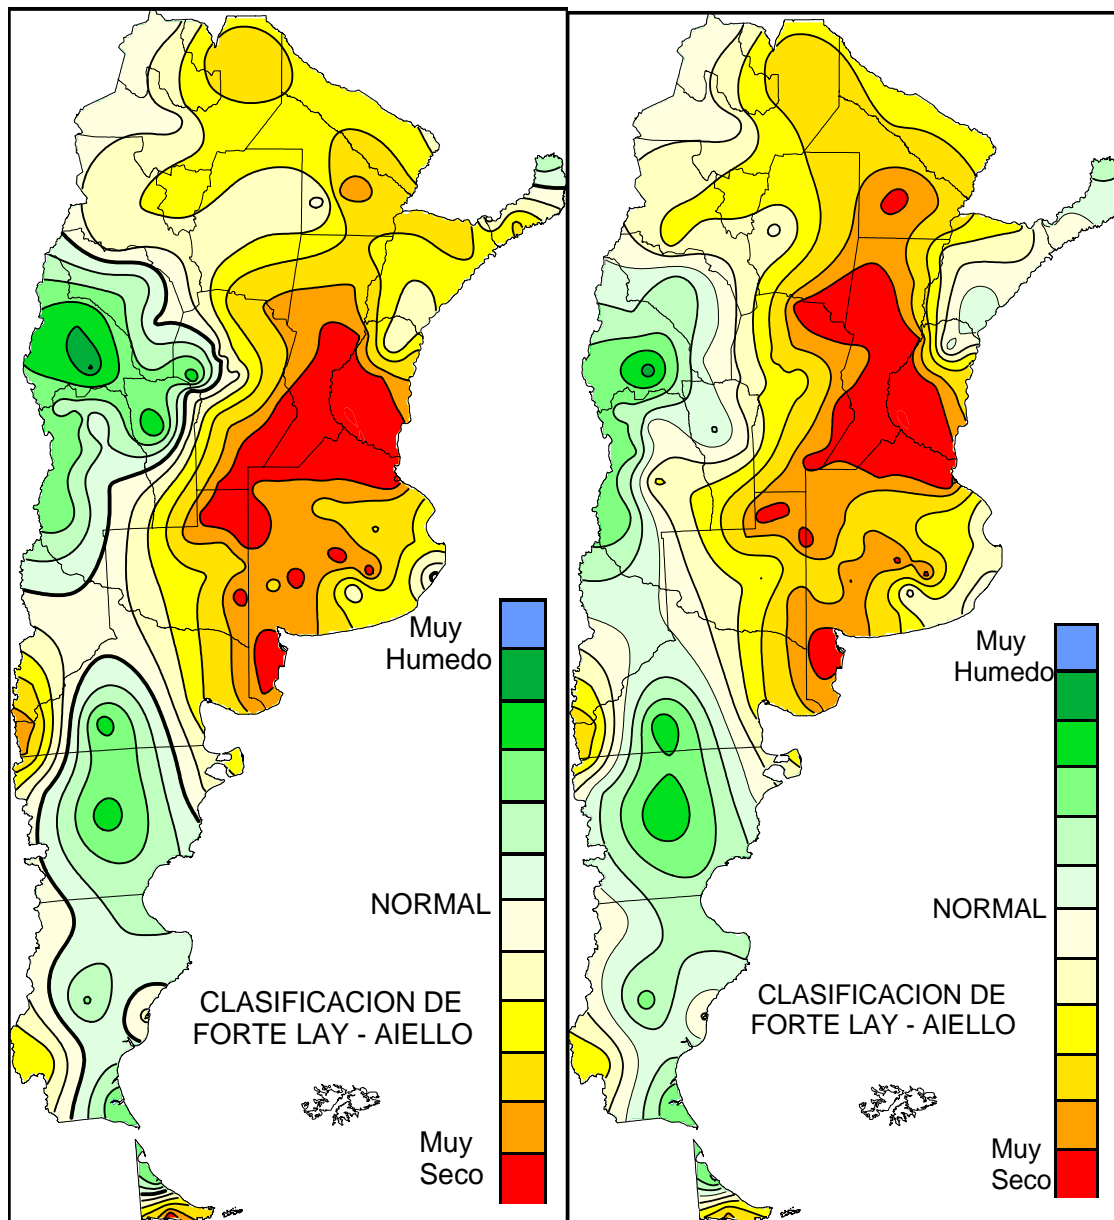 Muy
Humedo
NORMAL
CLASIFICACION DE
FORTE LAY - AIELLO
Muy
Seco
Muy
Humedo
NORMAL
CLASIFICACION DE
FORTE LAY - AIELLO
Muy
Seco